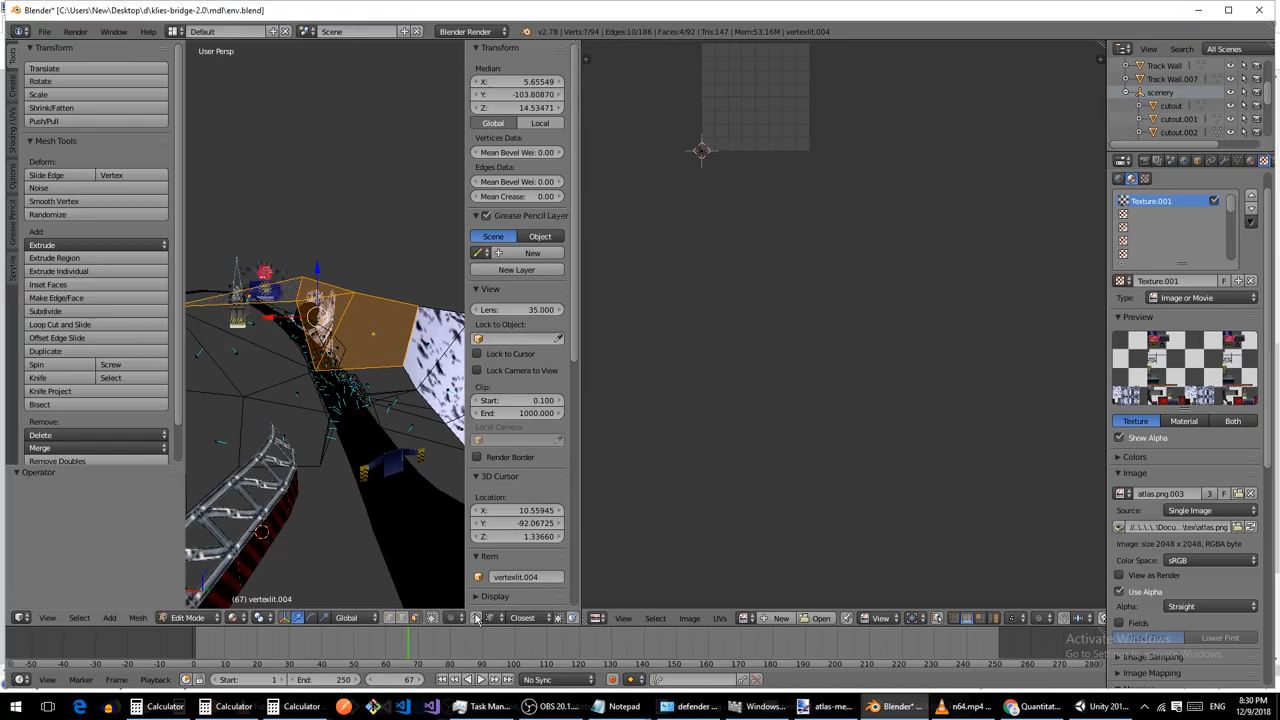 Blender* [C:\Users\New\Desktop\d\klies-bridge-2.0\mdl\env.blend]
File Render Window Help Default Scene Blender Render v2.78 | Verts:7/94 | Edges:10/186 | Faces:4/92 | Tris:147 | Mem:53.16M | vertexlit.004
Tools
Create
Shading / UVs
Options
Grease Pencil
Transform
Translate
Rotate
Scale
Shrink/Fatten
Push/Pull
Mesh Tools
Deform:
Slide Edge Vertex
Noise
Smooth Vertex
Randomize
Add:
Extrude
Extrude Region
Extrude Individual
Inset Faces
Make Edge/Face
Subdivide
Loop Cut and Slide
Offset Edge Slide
Duplicate
Spin Screw
Knife Select
Knife Project
Bisect
Remove:
Delete
Merge
Remove Doubles
Operator
User Persp
(67) vertexlit.004
Transform
Median:
X: 5.65549
Y: -103.80870
Z: 14.53471
Global Local
Vertices Data:
Mean Bevel Wei: 0.00
Edges Data:
Mean Bevel Wei: 0.00
Mean Crease: 0.00
Grease Pencil Layer
Scene Object
New
New Layer
View
Lens: 35.000
Lock to Object:
Lock to Cursor
Lock Camera to View
Clip:
Start: 0.100
End: 1000.000
Local Camera:
Render Border
3D Cursor
Location:
X: 10.55945
Y: -92.06725
Z: 1.33660
Item
vertexlit.004
Display
View Select Add Mesh Edit Mode Global Closest
View Select Image UVs New Open View
View Search All Scenes
Track Wall
Track Wall.007
scenery
cutout
cutout.001
cutout.002
Texture.001
Texture.001 F
Type: Image or Movie
Preview
Texture Material Both
Show Alpha
Colors
Image
atlas.png.003 3 F
Source: Single Image
//..\..\..\Docu...\tex\atlas.png
Image: size 2048 x 2048, RGBA byte
Color Space: sRGB
View as Render
Use Alpha
Alpha: Straight
Fields
Lower First
Image Sampling
Image Mapping
Activate Windows
Go to Settings to activate Windows.
-50 -40 -30 -20 -10 0 10 20 30 40 50 60 70 80 90 100 110 120 130 140 150 160 170 180 190 200 210 220 230 240 250 260 270 280
View Marker Frame Playback Start: 1 End: 250 67 No Sync
Calculator Calculator Calculator Task Man... OBS 20.1.... Notepad defender ... Windows... atlas-me... Blender* ... n64.mp4 -... Quantitat... Unity 201...
8:30 PM
12/9/2018